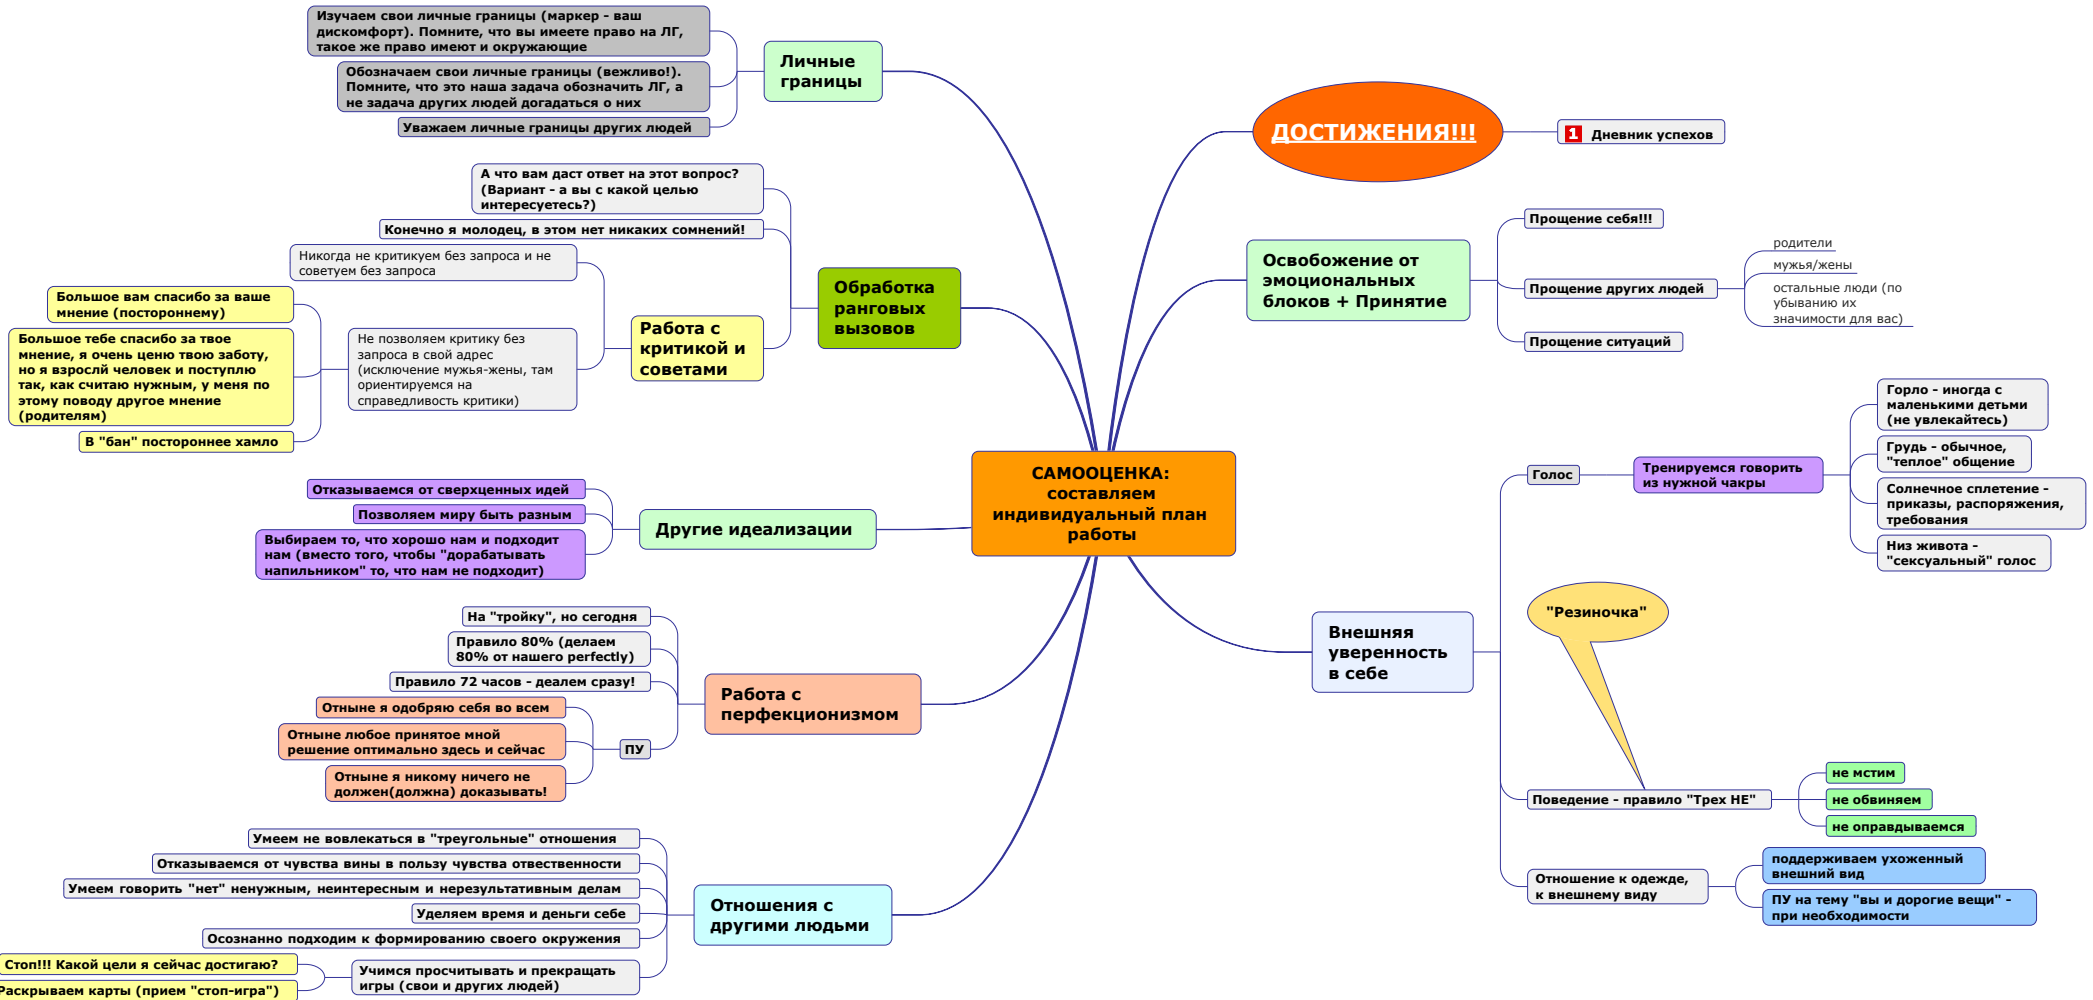 САМООЦЕНКА:
составляем
индивидуальный план
работы
ДОСТИЖЕНИЯ!!!
1 Дневник успехов
Освобожение от
эмоциональных
блоков + Принятие
Прощение себя!!!
Прощение других людей
родители
мужья/жены
остальные люди (по
убыванию их
значимости для вас)
Прощение ситуаций
Внешняя
уверенность
в себе
Голос
Тренируемся говорить
из нужной чакры
Горло - иногда с
маленькими детьми
(не увлекайтесь)
Грудь - обычное,
"теплое" общение
Солнечное сплетение -
приказы, распоряжения,
требования
Низ живота -
"сексуальный" голос
"Резиночка"
Поведение - правило "Трех НЕ"
не мстим
не обвиняем
не оправдываемся
Отношение к одежде,
к внешнему виду
поддерживаем ухоженный
внешний вид
ПУ на тему "вы и дорогие вещи" -
при необходимости
Личные
границы
Изучаем свои личные границы (маркер - ваш
дискомфорт). Помните, что вы имеете право на ЛГ,
такое же право имеют и окружающие
Обозначаем свои личные границы (вежливо!).
Помните, что это наша задача обозначить ЛГ, а
не задача других людей догадаться о них
Уважаем личные границы других людей
Обработка
ранговых
вызовов
А что вам даст ответ на этот вопрос?
(Вариант - а вы с какой целью
интересуетесь?)
Конечно я молодец, в этом нет никаких сомнений!
Работа с
критикой и
советами
Никогда не критикуем без запроса и не
советуем без запроса
Не позволяем критику без
запроса в свой адрес
(исключение мужья-жены, там
ориентируемся на
справедливость критики)
Большое вам спасибо за ваше
мнение (постороннему)
Большое тебе спасибо за твое
мнение, я очень ценю твою заботу,
но я взрослй человек и поступлю
так, как считаю нужным, у меня по
этому поводу другое мнение
(родителям)
В "бан" постороннее хамло
Другие идеализации
Отказываемся от сверхценных идей
Позволяем миру быть разным
Выбираем то, что хорошо нам и подходит
нам (вместо того, чтобы "дорабатывать
напильником" то, что нам не подходит)
Работа с
перфекционизмом
На "тройку", но сегодня
Правило 80% (делаем
80% от нашего perfectly)
Правило 72 часов - деалем сразу!
ПУ
Отныне я одобряю себя во всем
Отныне любое принятое мной
решение оптимально здесь и сейчас
Отныне я никому ничего не
должен(должна) доказывать!
Отношения с
другими людьми
Умеем не вовлекаться в "треугольные" отношения
Отказываемся от чувства вины в пользу чувства отвественности
Умеем говорить "нет" ненужным, неинтересным и нерезультативным делам
Уделяем время и деньги себе
Осознанно подходим к формированию своего окружения
Учимся просчитывать и прекращать
игры (свои и других людей)
Стоп!!! Какой цели я сейчас достигаю?
Раскрываем карты (прием "стоп-игра")